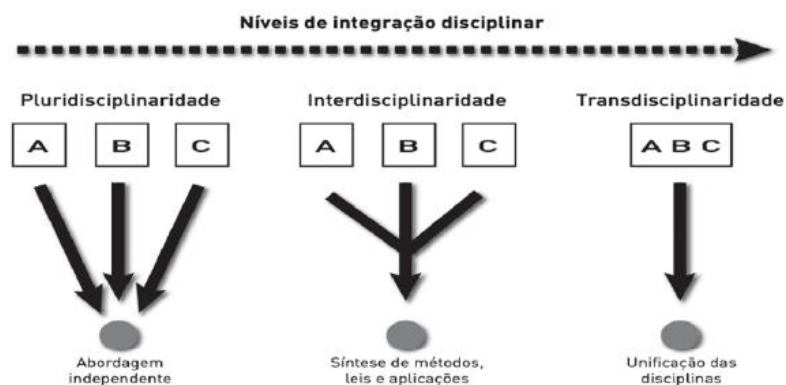 Níveis de integração disciplinar
Pluridisciplinaridade
A B C
Abordagem
independente
Interdisciplinaridade
A B C
Síntese de métodos,
leis e aplicações
Transdisciplinaridade
A B C
Unificação das
disciplinas